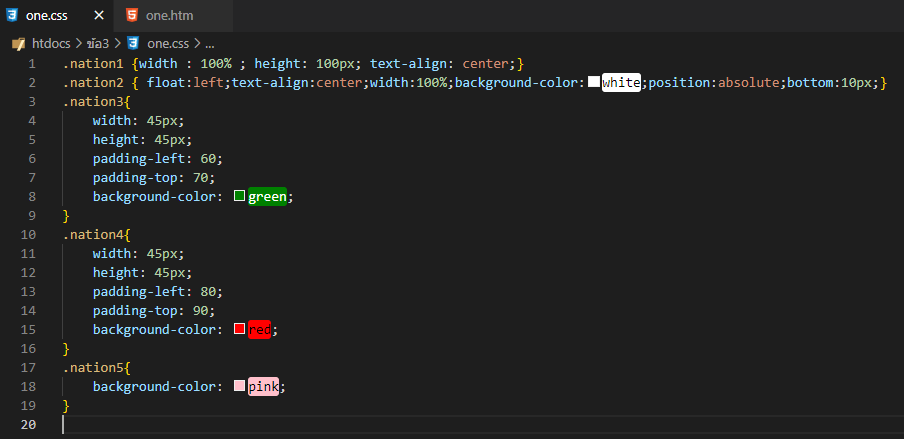 one.css
one.htm
htdocs > ข้อ3 > one.css > ...
1 .nation1 {width : 100% ; height: 100px; text-align: center;}
2 .nation2 { float:left;text-align:center;width:100%;background-color:white;position:absolute;bottom:10px;}
3 .nation3{
4 width: 45px;
5 height: 45px;
6 padding-left: 60;
7 padding-top: 70;
8 background-color: green;
9 }
10 .nation4{
11 width: 45px;
12 height: 45px;
13 padding-left: 80;
14 padding-top: 90;
15 background-color: red;
16 }
17 .nation5{
18 background-color: pink;
19 }
20